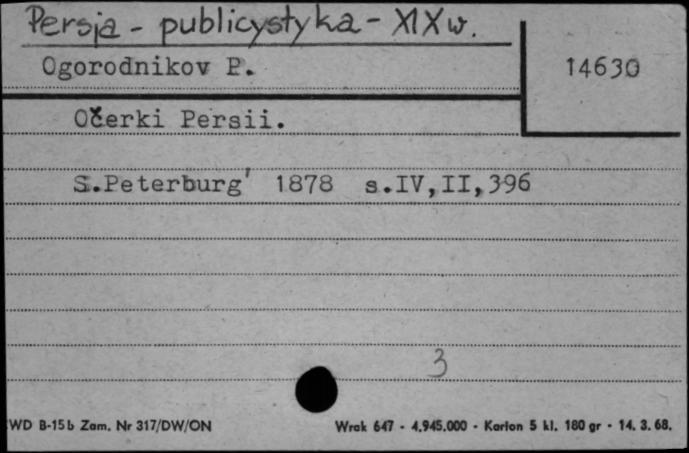 Persja - publicystyka - XIX w.
Ogorodnikov P.
14630
Očerki Persii.
S.Peterburg' 1878 s.IV,II,396
3
WD B-15b Zam. Nr 317/DW/ON
Wrak 647 - 4.945.000 - Karton 5 kl. 180 gr - 14. 3. 68.